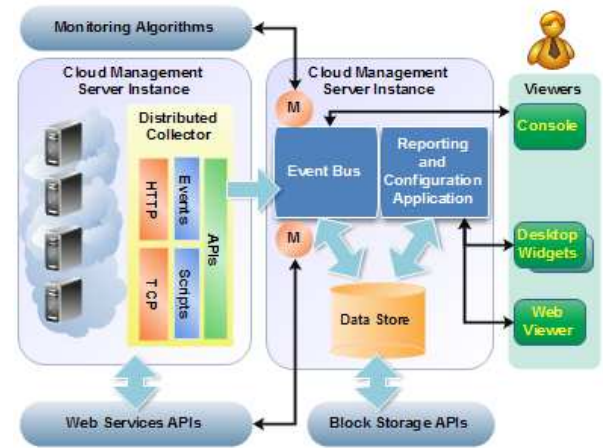 Monitoring Algorithms
Cloud Management
Server Instance
Distributed
Collector
HTTP
Events
APIs
TCP
Scripts
Cloud Management
Server Instance
M
Event Bus
Reporting
and
Configuration
Application
M
Data Store
Viewers
Console
Desktop
Widgets
Web
Viewer
Web Services APIs
Block Storage APIs